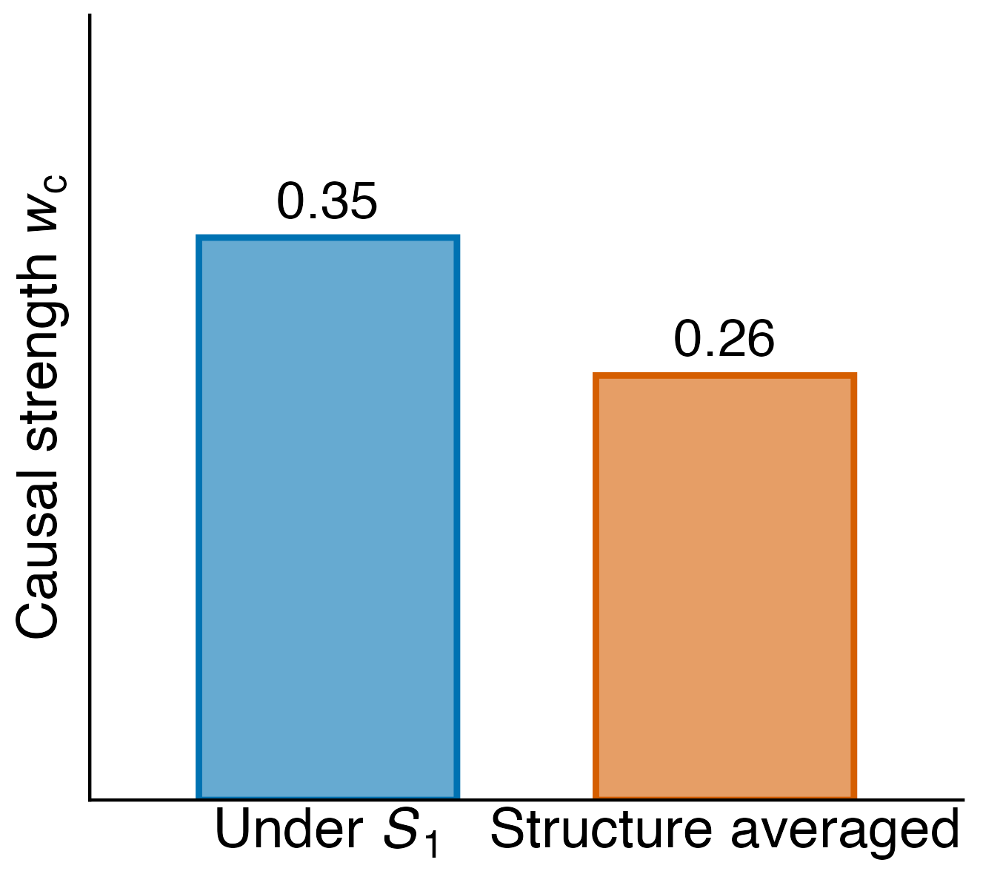 Causal strength w_c
0.35
0.26
Under S_1
Structure averaged